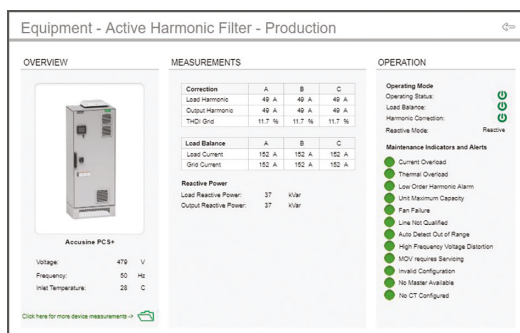 Equipment - Active Harmonic Filter - Production
OVERVIEW
Accusine PCS+
Voltage: 479 V
Frequency: 50 Hz
Inlet Temperature: 28 C
Click here for more device measurements ->
MEASUREMENTS
Correction A B C
Load Harmonic 49 A 49 A 49 A
Output Harmonic 49 A 49 A 49 A
THDI Grid 11.7 % 11.7 % 11.7 %
Load Balance A B C
Load Current 152 A 152 A 152 A
Grid Current 152 A 152 A 152 A
Reactive Power
Load Reactive Power: 37 kVar
Output Reactive Power: 37 kVar
OPERATION
Operating Mode
Operating Status:
Load Balance:
Harmonic Correction:
Reactive Mode: Reactive
Maintenance Indicators and Alerts
Current Overload
Thermal Overload
Low Order Harmonic Alarm
Unit Maximum Capacity
Fan Failure
Line Not Qualified
Auto Detect Out of Range
High Frequency Voltage Distortion
MOV requires Servicing
Invalid Configuration
No Master Available
No CT Configured